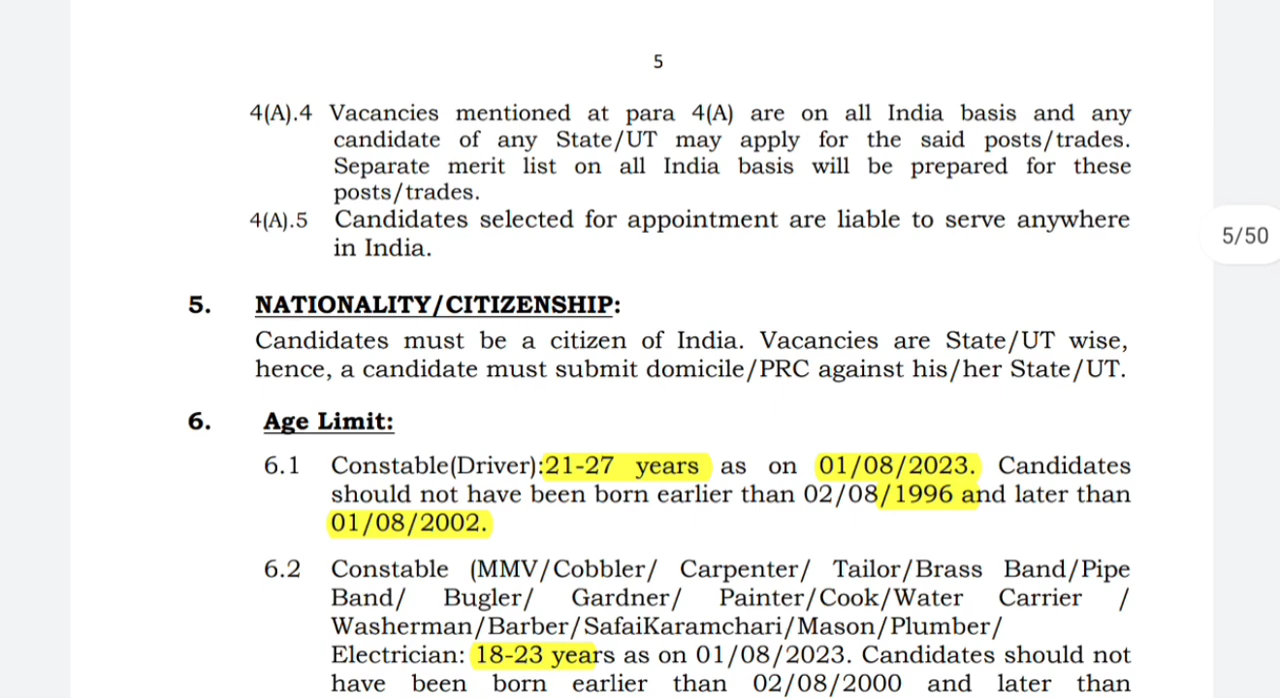 5
4(A).4 Vacancies mentioned at para 4(A) are on all India basis and any
candidate of any State/UT may apply for the said posts/trades.
Separate merit list on all India basis will be prepared for these
posts/trades.
4(A).5 Candidates selected for appointment are liable to serve anywhere
in India.
5/50
5. NATIONALITY/CITIZENSHIP:
Candidates must be a citizen of India. Vacancies are State/UT wise,
hence, a candidate must submit domicile/PRC against his/her State/UT.
6. Age Limit:
6.1 Constable(Driver):21-27 years as on 01/08/2023. Candidates
should not have been born earlier than 02/08/1996 and later than
01/08/2002.
6.2 Constable (MMV/Cobbler/ Carpenter/ Tailor/Brass Band/Pipe
Band/ Bugler/ Gardner/ Painter/Cook/Water Carrier /
Washerman/Barber/SafaiKaramchari/Mason/Plumber/
Electrician: 18-23 years as on 01/08/2023. Candidates should not
have been born earlier than 02/08/2000 and later than